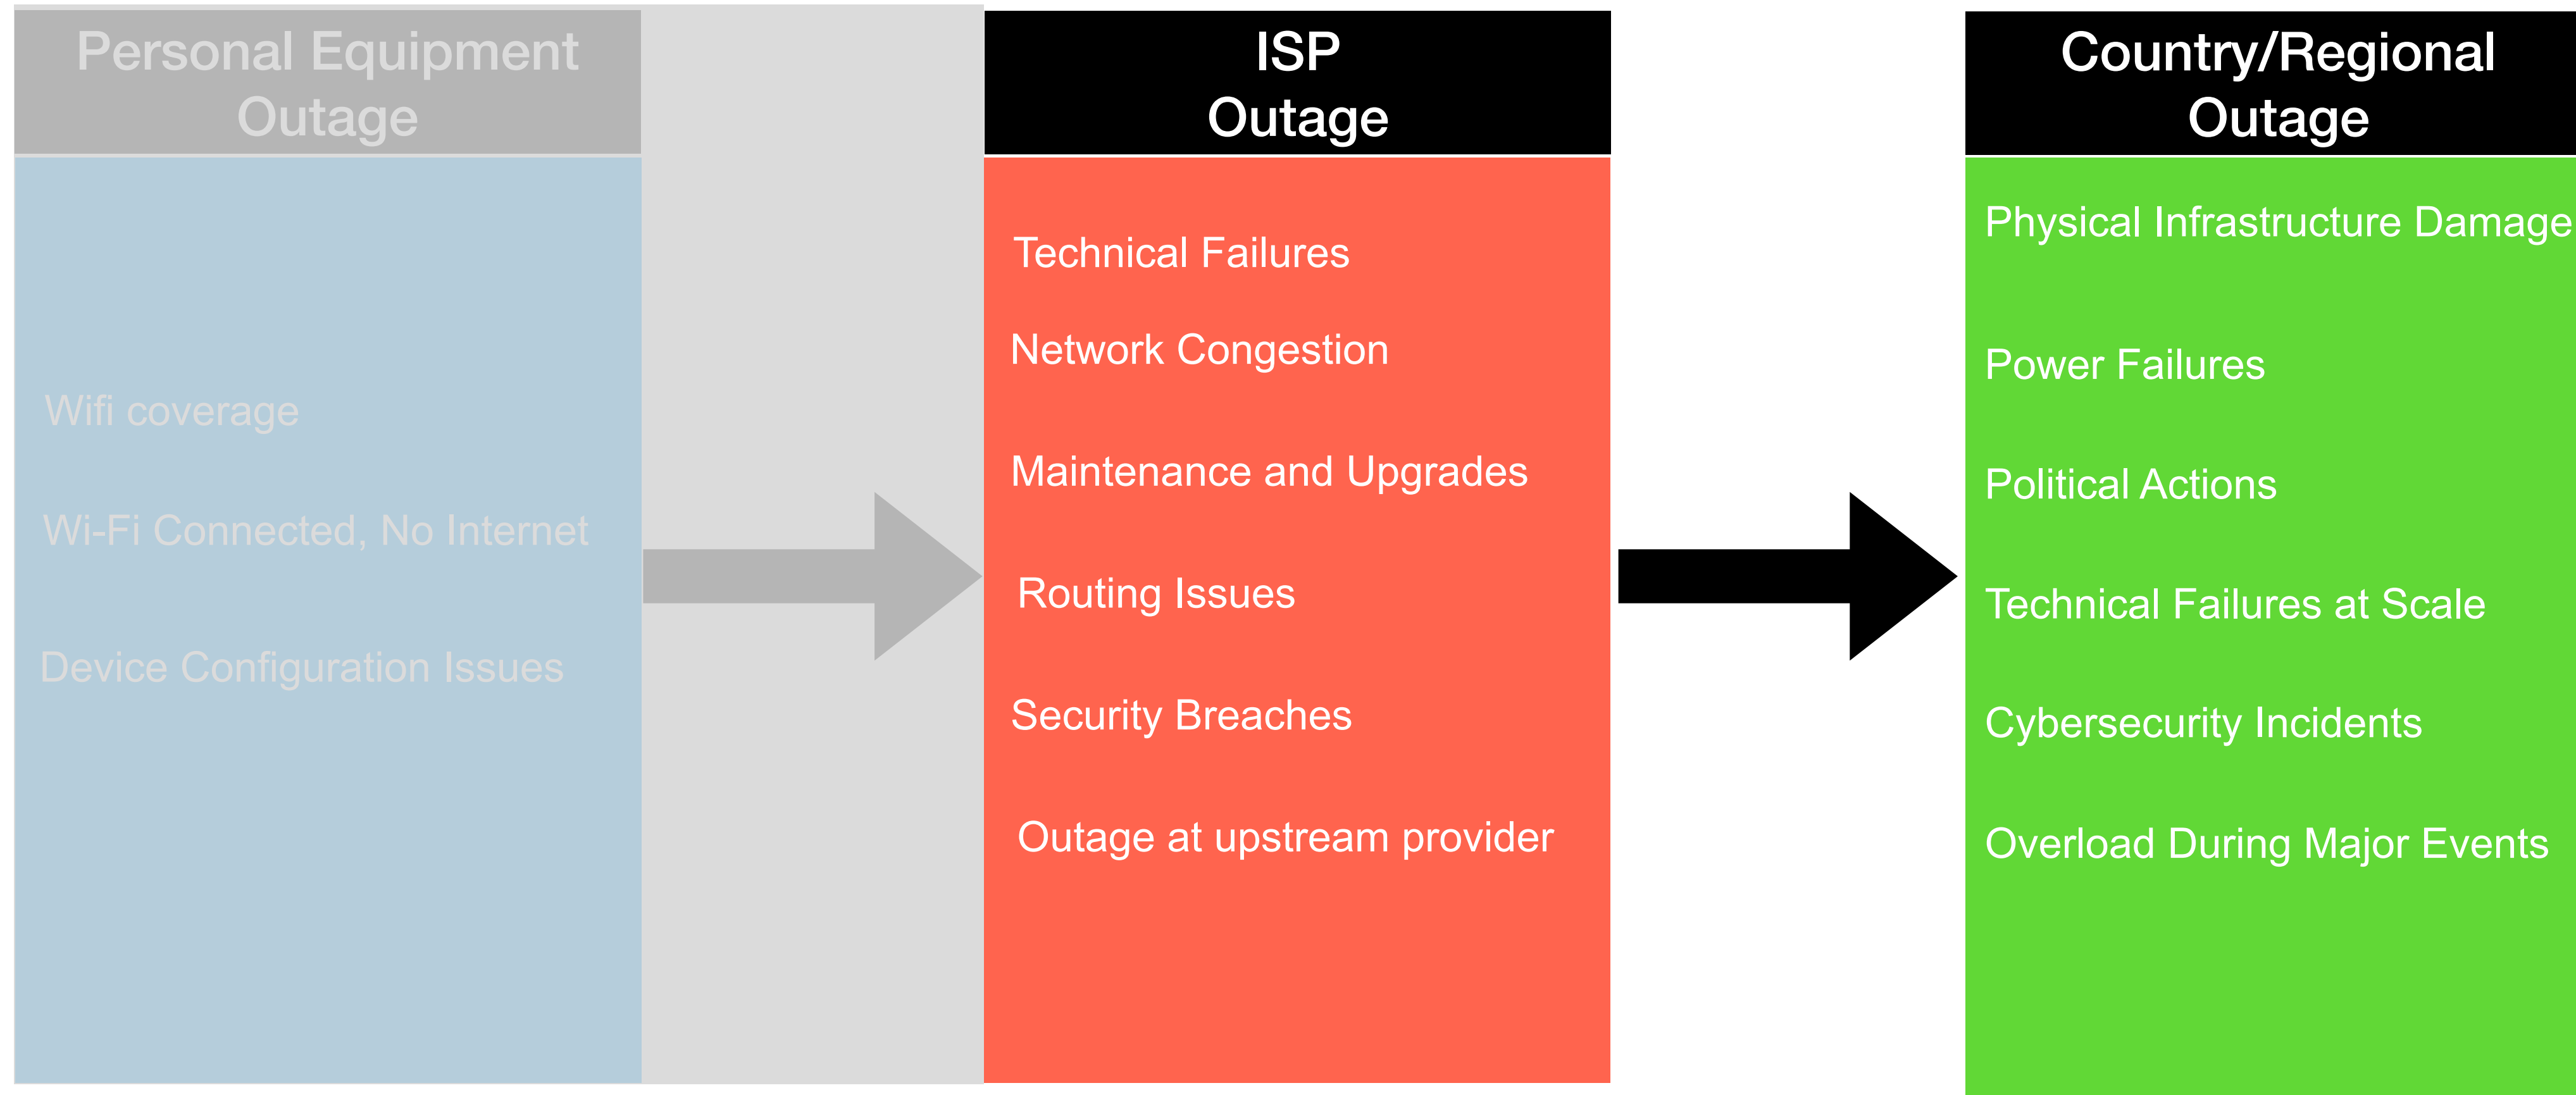 Personal Equipment
Outage
Wifi coverage
Wi-Fi Connected, No Internet
Device Configuration Issues
ISP
Outage
Technical Failures
Network Congestion
Maintenance and Upgrades
Routing Issues
Security Breaches
Outage at upstream provider
Country/Regional
Outage
Physical Infrastructure Damage
Power Failures
Political Actions
Technical Failures at Scale
Cybersecurity Incidents
Overload During Major Events